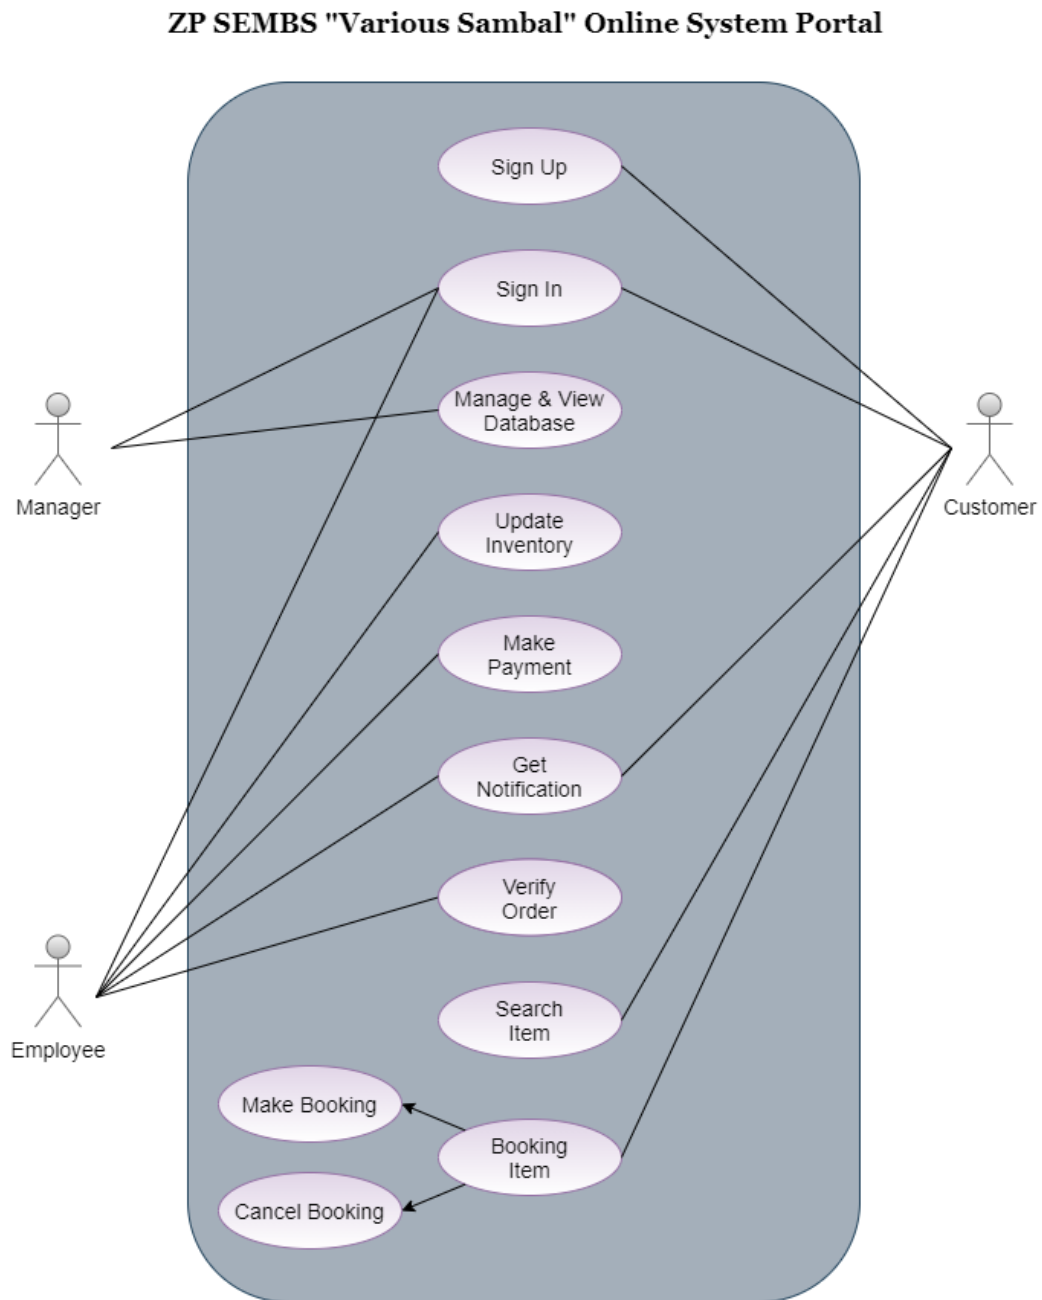 ZP SEMBS "Various Sambal" Online System Portal
Sign Up
Sign In
Manage & View
Database
Manager
Customer
Update
Inventory
Make
Payment
Get
Notification
Verify
Order
Search
Item
Employee
Make Booking
Booking
Item
Cancel Booking